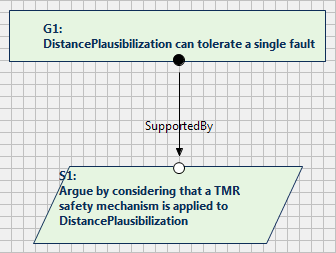 G1:
DistancePlausibilization can tolerate a single fault
SupportedBy
S1:
Argue by considering that a TMR
safety mechanism is applied to
DistancePlausibilization